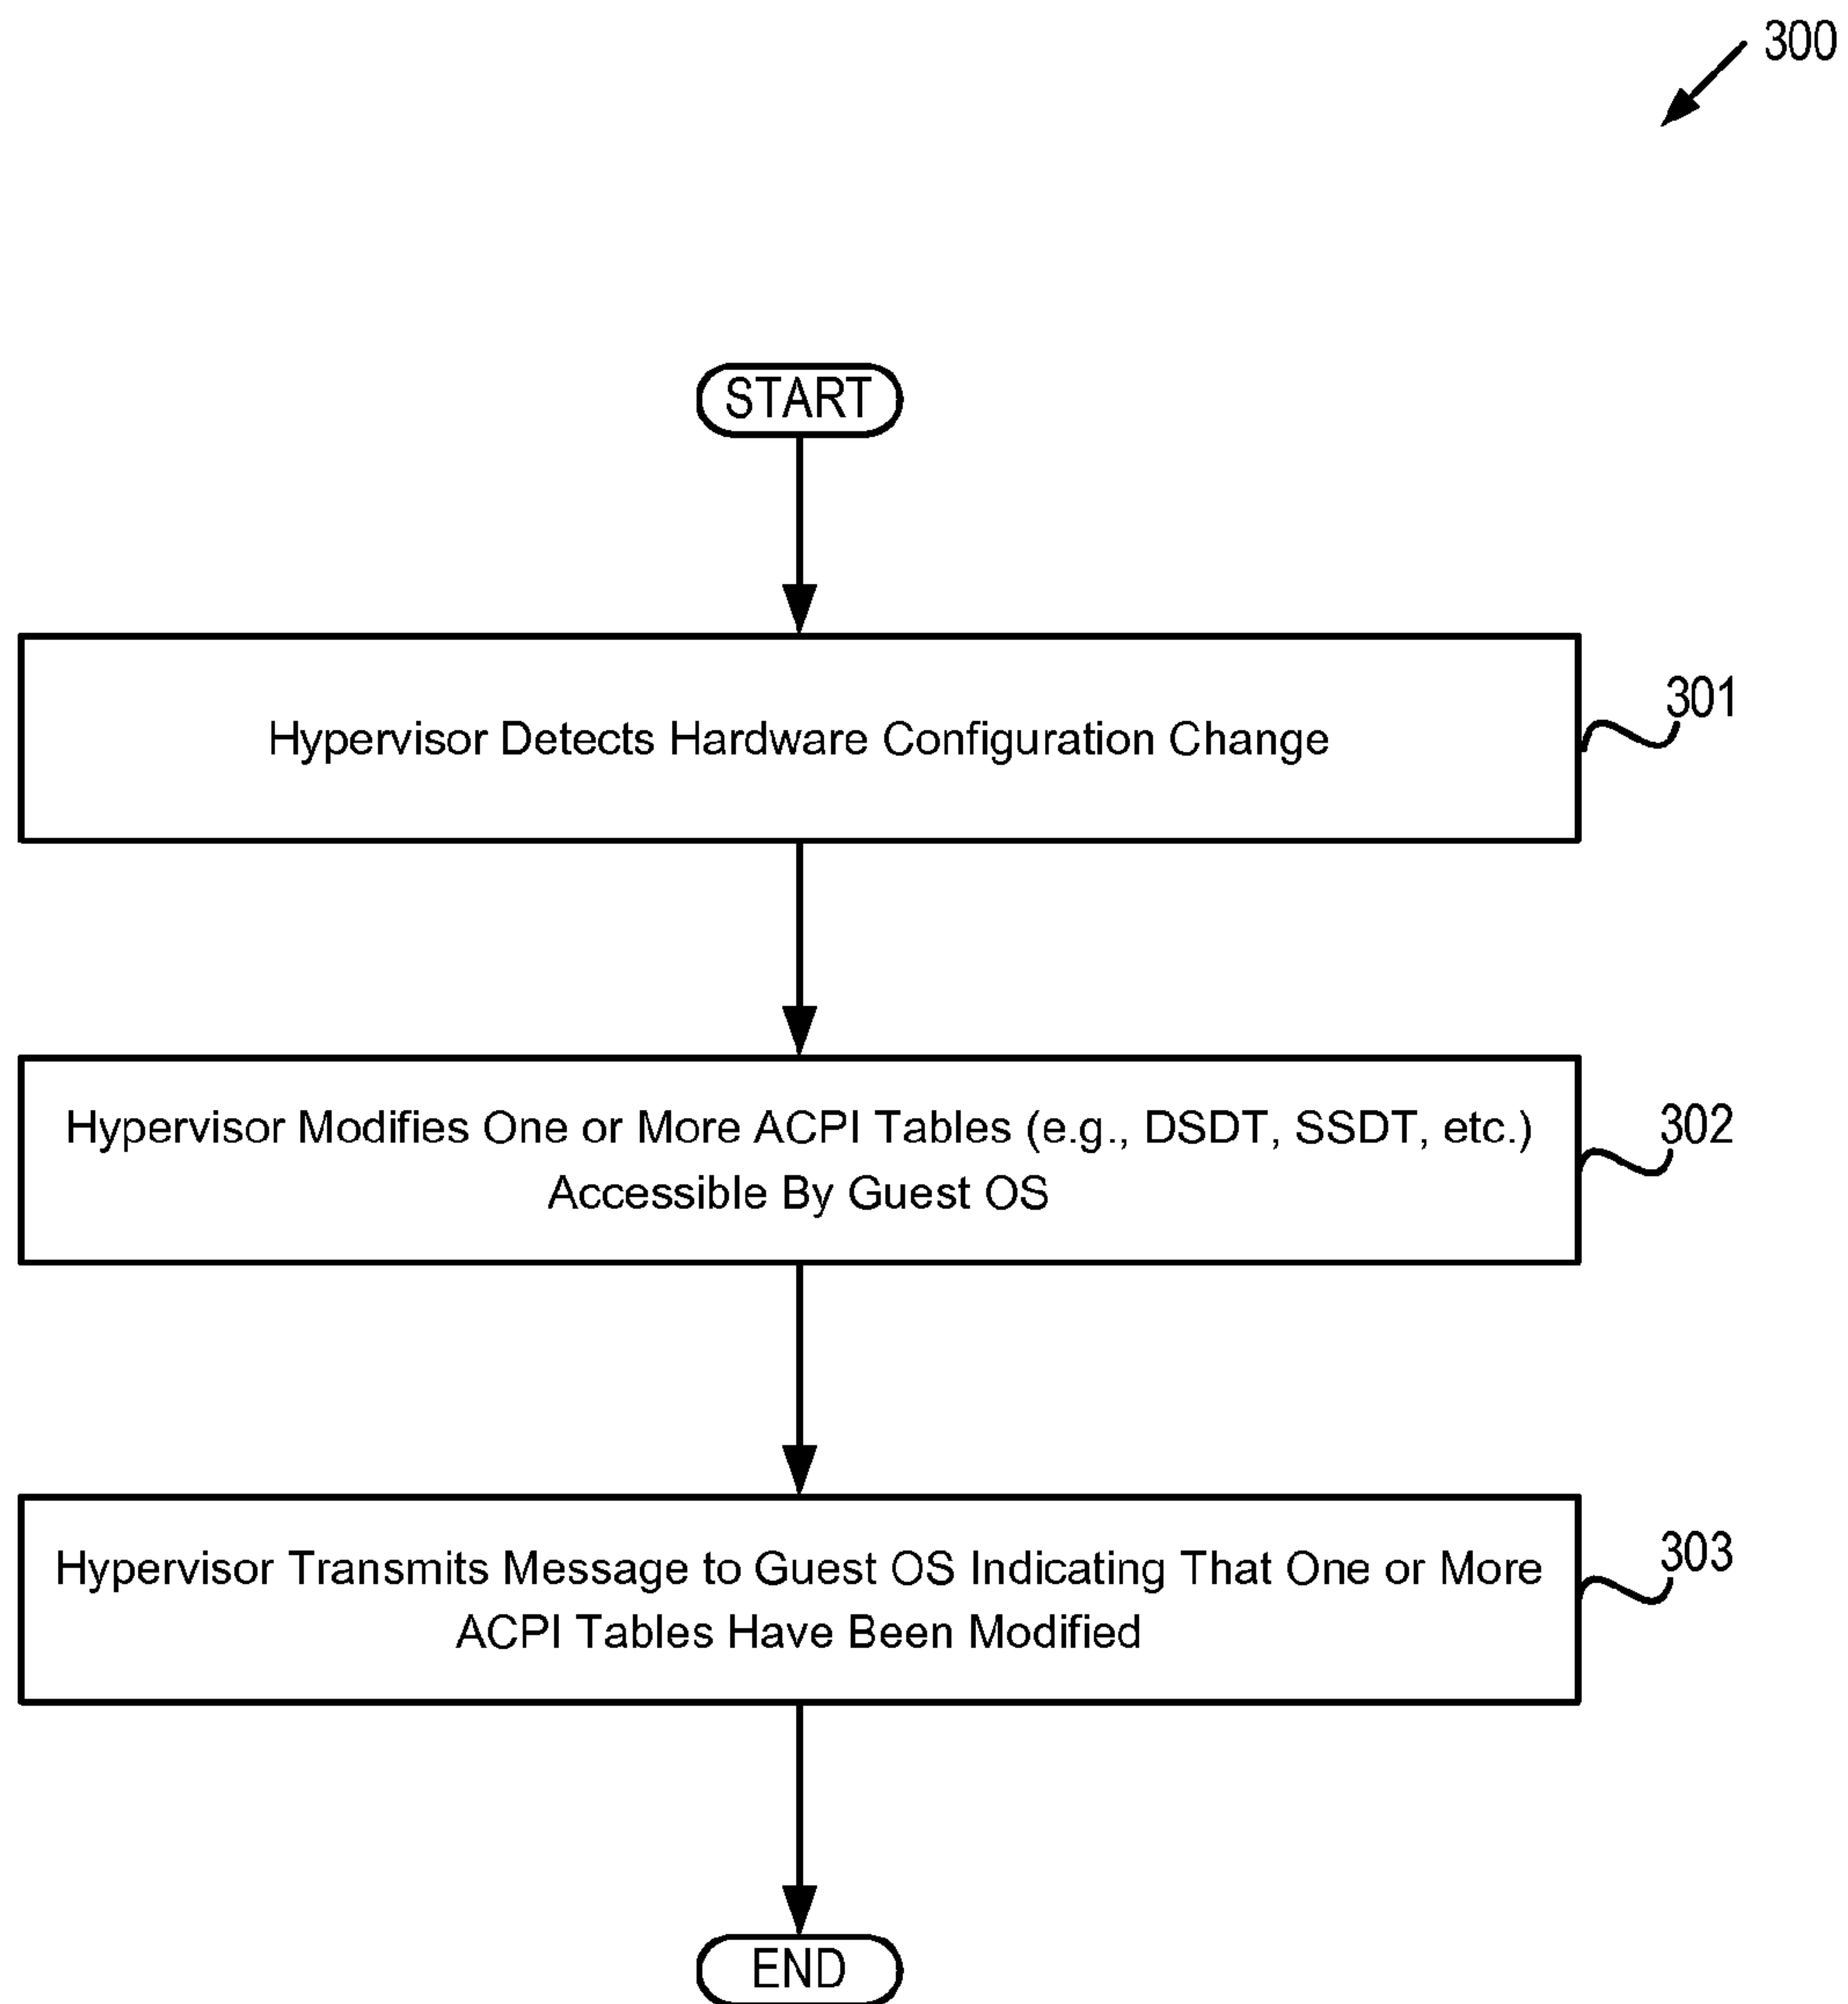 300
START
Hypervisor Detects Hardware Configuration Change
301
Hypervisor Modifies One or More ACPI Tables (e.g., DSDT, SSDT, etc.)
Accessible By Guest OS
302
Hypervisor Transmits Message to Guest OS Indicating That One or More
ACPI Tables Have Been Modified
303
END